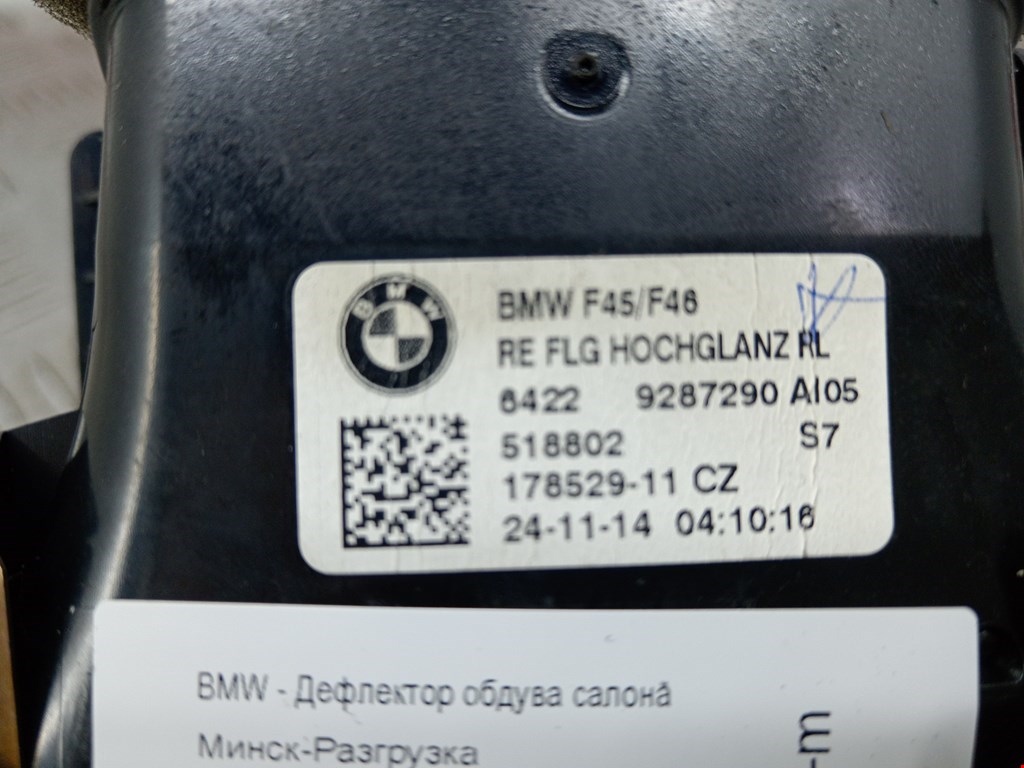 BMW
BMW F45/F46
RE FLG HOCHGLANZ RL
6422 9287290 AI05
518802 S7
178529-11 CZ
24-11-14 04:10:16
BMW - Дефлектор обдува салона
Минск-Разгрузка
-m